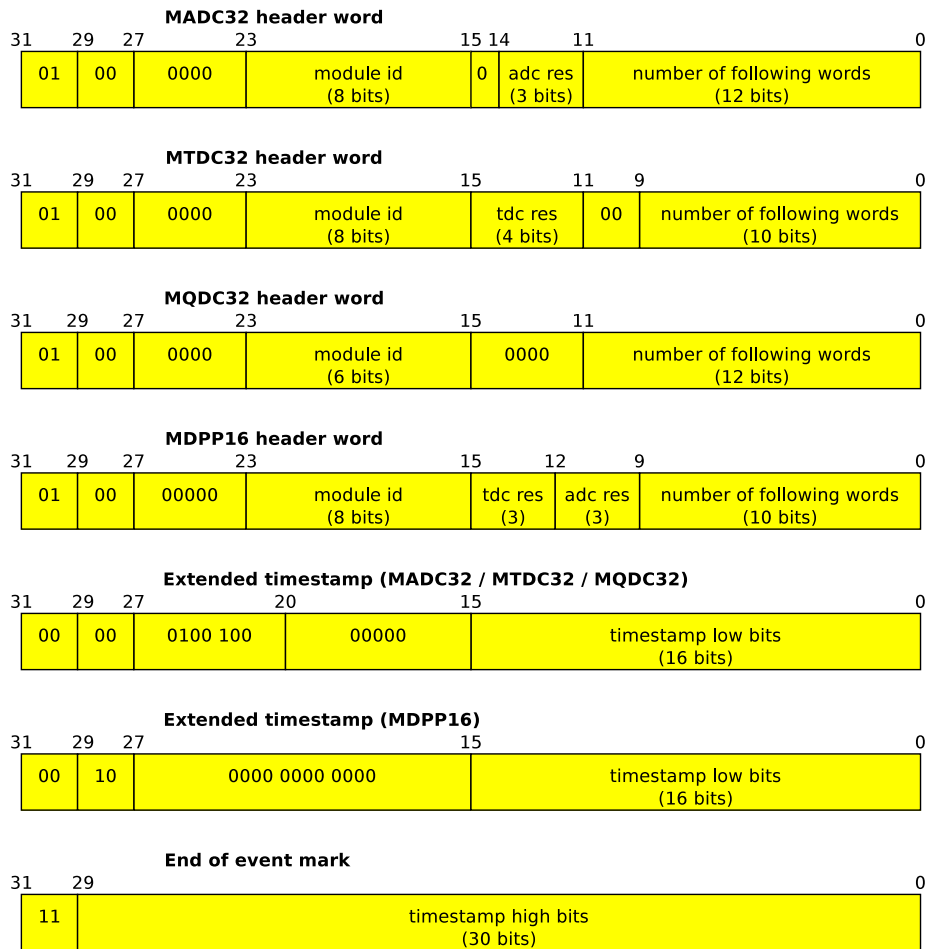 MADC32 header word
31 29 27 23 15 14 11 0
01 00 0000 module id 0 adc res number of following words
(8 bits) (3 bits) (12 bits)
MTDC32 header word
31 29 27 23 15 11 9 0
01 00 0000 module id tdc res 00 number of following words
(8 bits) (4 bits) (10 bits)
MQDC32 header word
31 29 27 23 15 11 0
01 00 0000 module id 0000 number of following words
(6 bits) (12 bits)
MDPP16 header word
31 29 27 23 15 12 9 0
01 00 00000 module id tdc res adc res number of following words
(8 bits) (3) (3) (10 bits)
Extended timestamp (MADC32 / MTDC32 / MQDC32)
31 29 27 20 15 0
00 00 0100 100 00000 timestamp low bits
(16 bits)
Extended timestamp (MDPP16)
31 29 27 15 0
00 10 0000 0000 0000 timestamp low bits
(16 bits)
End of event mark
31 29 0
11 timestamp high bits
(30 bits)